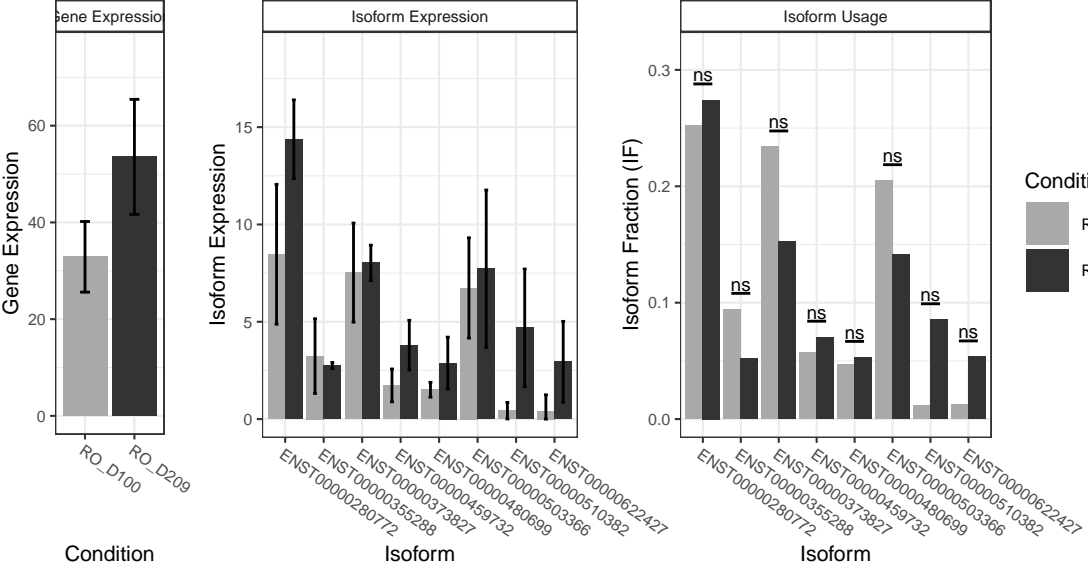 Gene Expression
Isoform Expression
Isoform Usage
Gene Expression
60
40
20
0
RO_D100
RO_D209
Condition
Isoform Expression
15
10
5
0
ENST00000280772
ENST00000355288
ENST00000373827
ENST00000459732
ENST00000480699
ENST00000503366
ENST00000510382
ENST00000622427
Isoform
Isoform Fraction (IF)
0.3
0.2
0.1
0.0
ns
ns
ns
ns
ns
ns
ns
ns
ENST00000280772
ENST00000355288
ENST00000373827
ENST00000459732
ENST00000480699
ENST00000503366
ENST00000510382
ENST00000622427
Isoform
Conditi
R
R